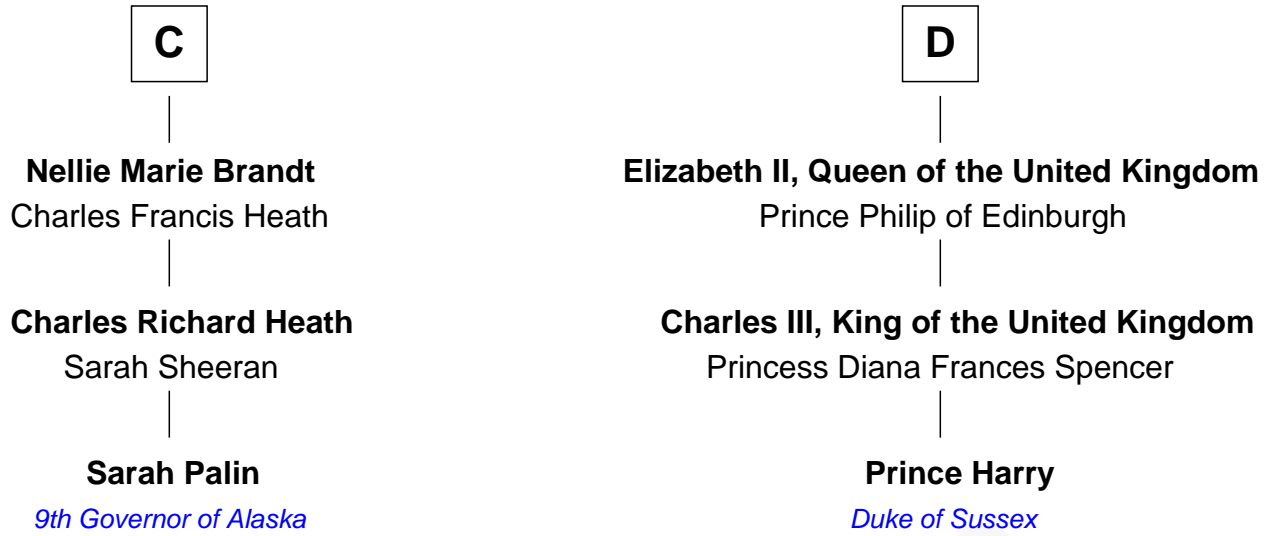 C
Nellie Marie Brandt
Charles Francis Heath
Charles Richard Heath
Sarah Sheeran
Sarah Palin
9th Governor of Alaska
D
Elizabeth II, Queen of the United Kingdom
Prince Philip of Edinburgh
Charles III, King of the United Kingdom
Princess Diana Frances Spencer
Prince Harry
Duke of Sussex